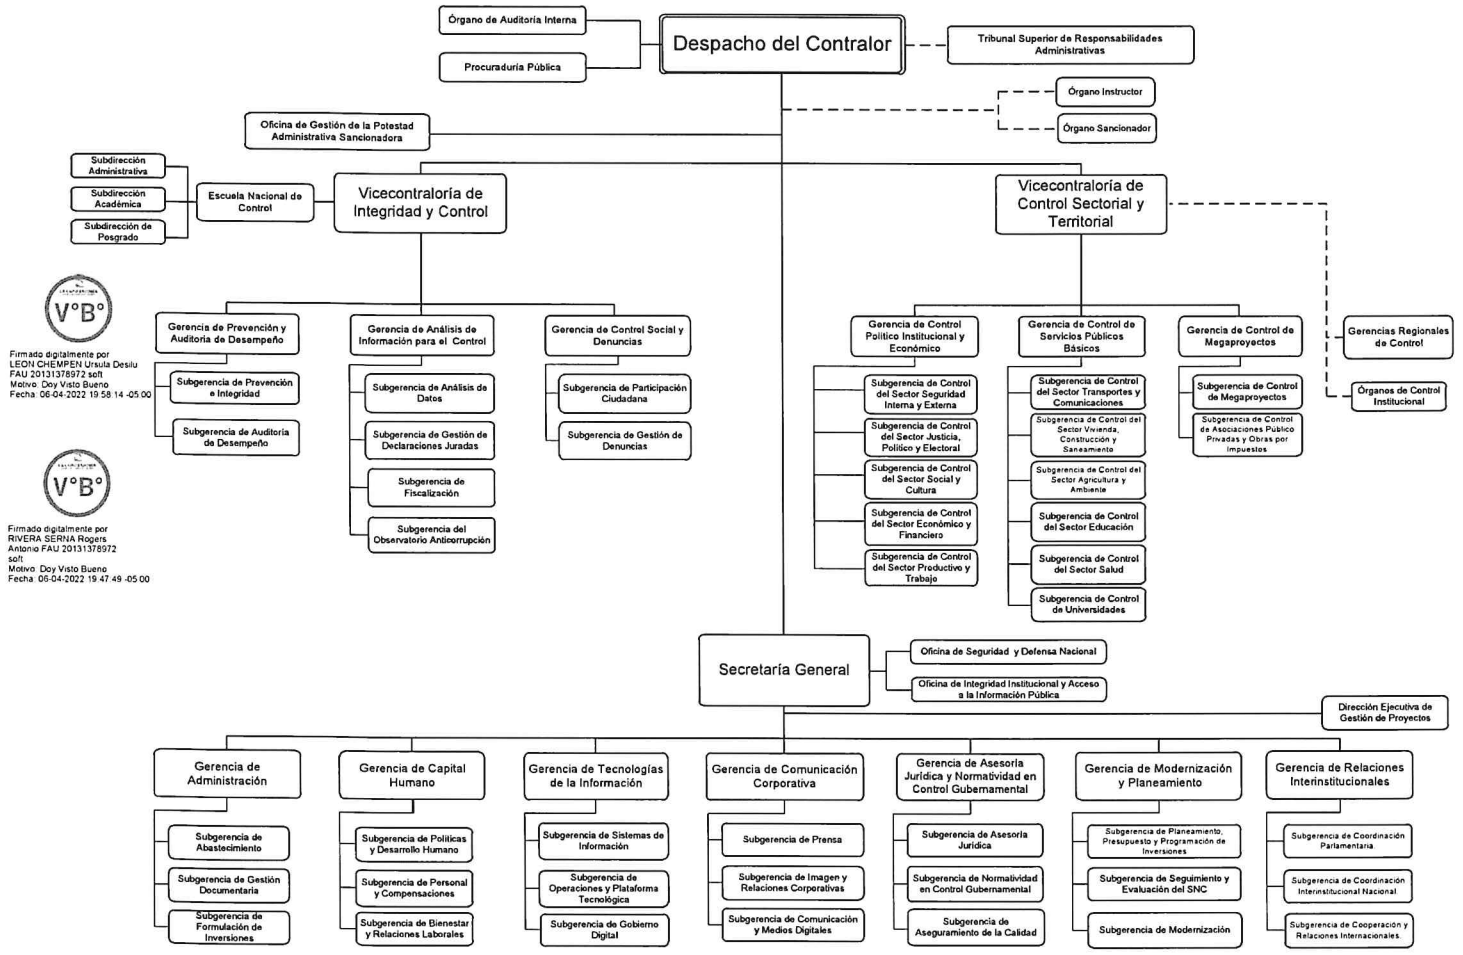 Órgano de Auditoría Interna
Procuraduría Pública
Despacho del Contralor
Tribunal Superior de Responsabilidades
Administrativas
Órgano Instructor
Órgano Sancionador
Oficina de Gestión de la Potestad
Administrativa Sancionadora
Subdirección
Administrativa
Subdirección
Académica
Subdirección de
Posgrado
Escuela Nacional de
Control
Vicecontraloría de
Integridad y Control
Vicecontraloría de
Control Sectorial y
Territorial
V°B°
Firmado digitalmente por
LEON CHEMPEN Ursula Desilu
FAU 20131378972 soft
Motivo: Doy Visto Bueno
Fecha: 06-04-2022 19:58:14 -05:00
V°B°
Firmado digitalmente por
RIVERA SERNA Rogers
Antonio FAU 20131378972
soft
Motivo: Doy Visto Bueno
Fecha: 06-04-2022 19:47:49 -05:00
Gerencia de Prevención y
Auditoria de Desempeño
Subgerencia de Prevención
e Integridad
Subgerencia de Auditoria
de Desempeño
Gerencia de Análisis de
Información para el Control
Subgerencia de Análisis de
Datos
Subgerencia de Gestión de
Declaraciones Juradas
Subgerencia de
Fiscalización
Subgerencia del
Observatorio Anticorrupción
Gerencia de Control Social y
Denuncias
Subgerencia de Participación
Ciudadana
Subgerencia de Gestión de
Denuncias
Gerencia de Control
Político Institucional y
Económico
Subgerencia de Control
del Sector Seguridad
Interna y Externa
Subgerencia de Control
del Sector Justicia,
Político y Electoral
Subgerencia de Control
del Sector Social y
Cultura
Subgerencia de Control
del Sector Económico y
Financiero
Subgerencia de Control
del Sector Productivo y
Trabajo
Gerencia de Control de
Servicios Públicos
Básicos
Subgerencia de Control
del Sector Transportes y
Comunicaciones
Subgerencia de Control del
Sector Vivienda,
Construcción y
Saneamiento
Subgerencia de Control del
Sector Agricultura y
Ambiente
Subgerencia de Control
del Sector Educación
Subgerencia de Control
del Sector Salud
Subgerencia de Control
de Universidades
Gerencia de Control de
Megaproyectos
Subgerencia de Control
de Megaproyectos
Subgerencia de Control
de Asociaciones Público
Privadas y Obras por
Impuestos
Gerencias Regionales
de Control
Órganos de Control
Institucional
Secretaría General
Oficina de Seguridad y Defensa Nacional
Oficina de Integridad Institucional y Acceso
a la Información Pública
Dirección Ejecutiva de
Gestión de Proyectos
Gerencia de
Administración
Subgerencia de
Abastecimiento
Subgerencia de Gestión
Documentaria
Subgerencia de
Formulación de
Inversiones
Gerencia de Capital
Humano
Subgerencia de Políticas
y Desarrollo Humano
Subgerencia de Personal
y Compensaciones
Subgerencia de Bienestar
y Relaciones Laborales
Gerencia de Tecnologías
de la Información
Subgerencia de Sistemas de
Información
Subgerencia de
Operaciones y Plataforma
Tecnológica
Subgerencia de Gobierno
Digital
Gerencia de Comunicación
Corporativa
Subgerencia de Prensa
Subgerencia de Imagen y
Relaciones Corporativas
Subgerencia de Comunicación
y Medios Digitales
Gerencia de Asesoría
Jurídica y Normatividad en
Control Gubernamental
Subgerencia de Asesoría
Jurídica
Subgerencia de Normatividad
en Control Gubernamental
Subgerencia de
Aseguramiento de la Calidad
Gerencia de Modernización
y Planeamiento
Subgerencia de Planeamiento,
Presupuesto y Programación de
Inversiones
Subgerencia de Seguimiento y
Evaluación del SNC
Subgerencia de Modernización
Gerencia de Relaciones
Interinstitucionales
Subgerencia de Coordinación
Parlamentaria.
Subgerencia de Coordinación
Interinstitucional Nacional.
Subgerencia de Cooperación y
Relaciones Internacionales.